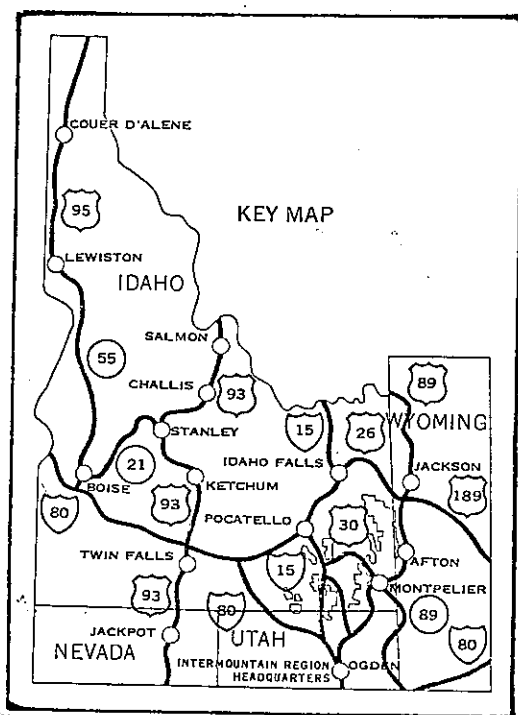 COUER D'ALENE
95
KEY MAP
LEWISTON
IDAHO
SALMON
55
CHALLIS
93
89
WYOMING
STANLEY
15
26
21
IDAHO FALLS
JACKSON
BOISE
KETCHUM
80
93
189
POCATELLO
30
TWIN FALLS
15
AFTON
MONTPELIER
93
80
89
JACKPOT
UTAH
80
NEVADA
INTERMOUNTAIN REGION
HEADQUARTERS
OGDEN